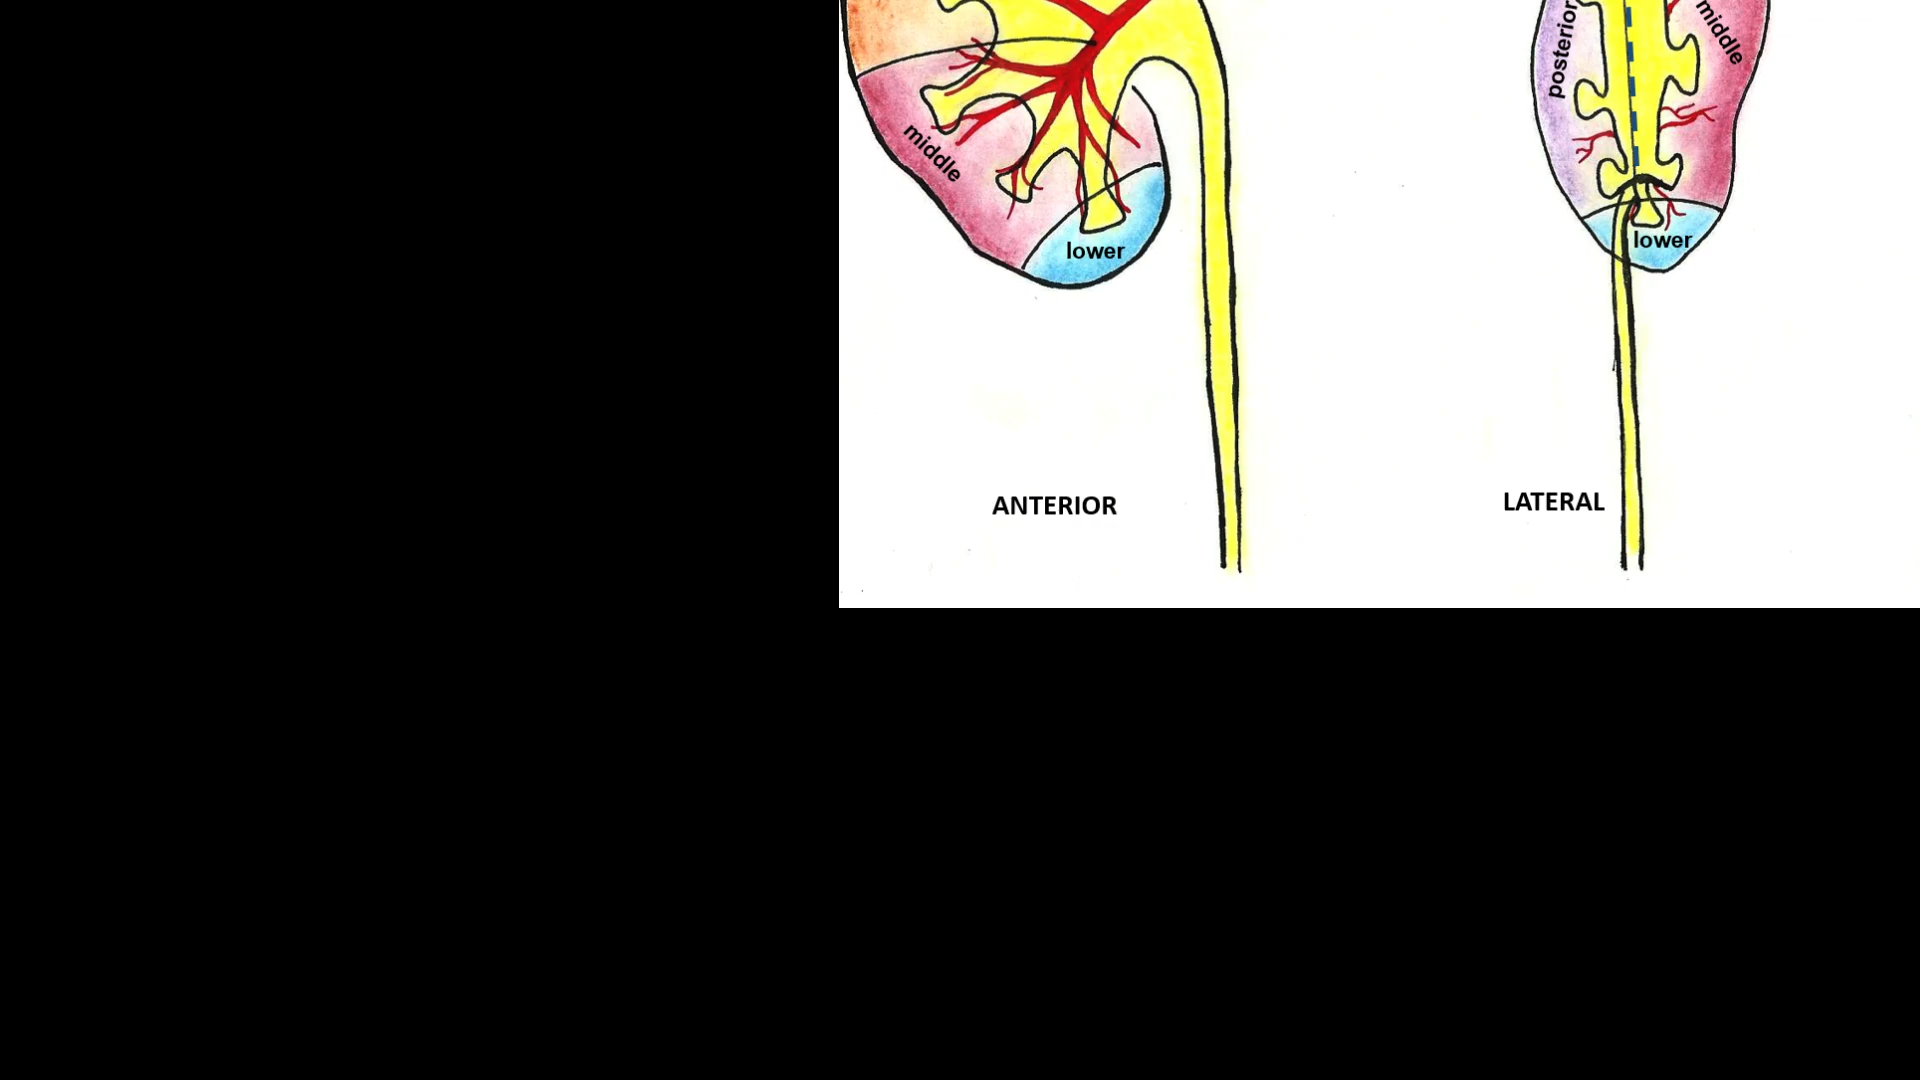 middle
lower
ANTERIOR
posterior
middle
lower
LATERAL